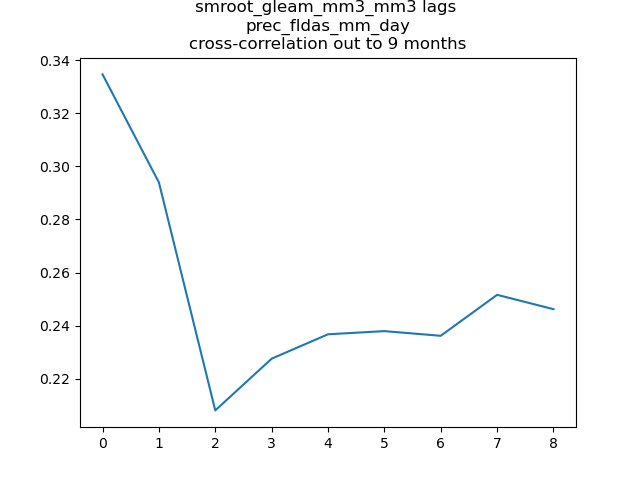 smroot_gleam_mm3_mm3 lags
prec_fldas_mm_day
cross-correlation out to 9 months
0.34
0.32
0.30
0.28
0.26
0.24
0.22
0 1 2 3 4 5 6 7 8